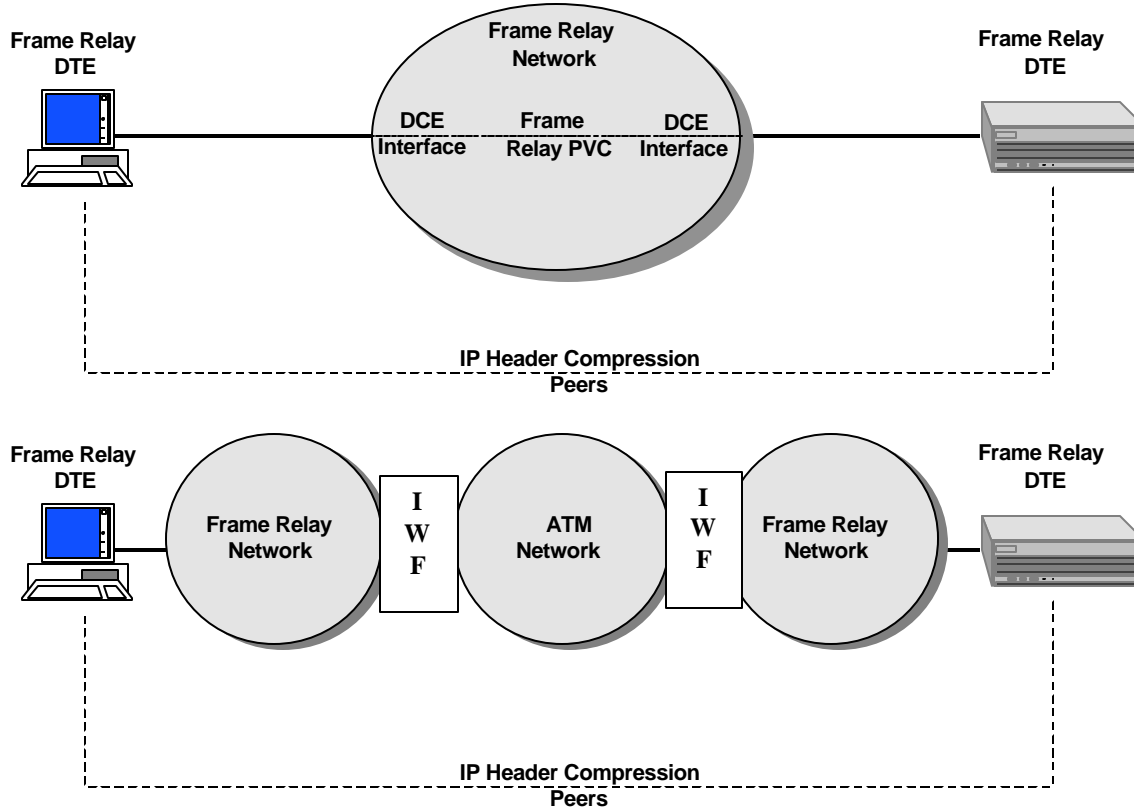 Frame Relay
DTE
Frame Relay
Network
Frame Relay
DTE
DCE
Interface
Frame
Relay PVC
DCE
Interface
IP Header Compression
Peers
Frame Relay
DTE
Frame Relay
Network
I
W
F
ATM
Network
I
W
F
Frame Relay
Network
Frame Relay
DTE
IP Header Compression
Peers